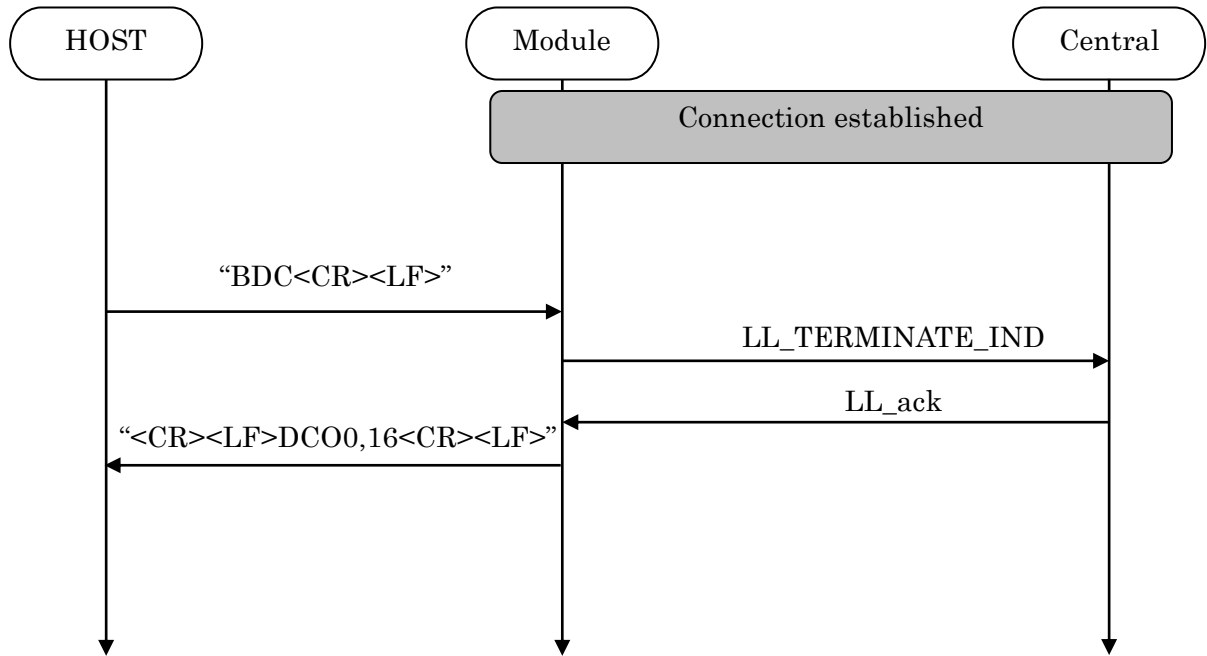 HOST
Module
Central
Connection established
“BDC<CR><LF>”
LL_TERMINATE_IND
LL_ack
“<CR><LF>DCO0,16<CR><LF>”